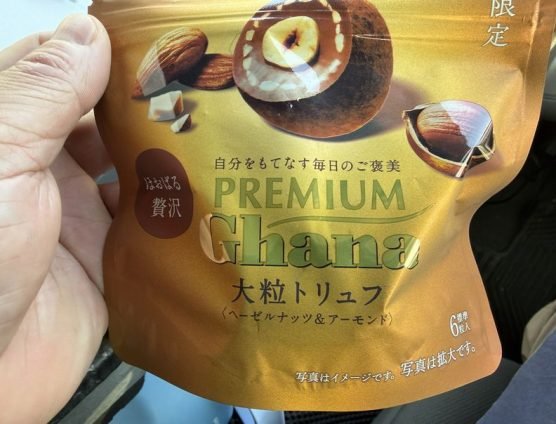 限定
自分をもてなす毎日のご褒美
ほおばる
贅沢
PREMIUM
Ghana
大粒トリュフ
〈ヘーゼルナッツ&アーモンド〉
標準
6粒入
写真はイメージです。写真は拡大です。